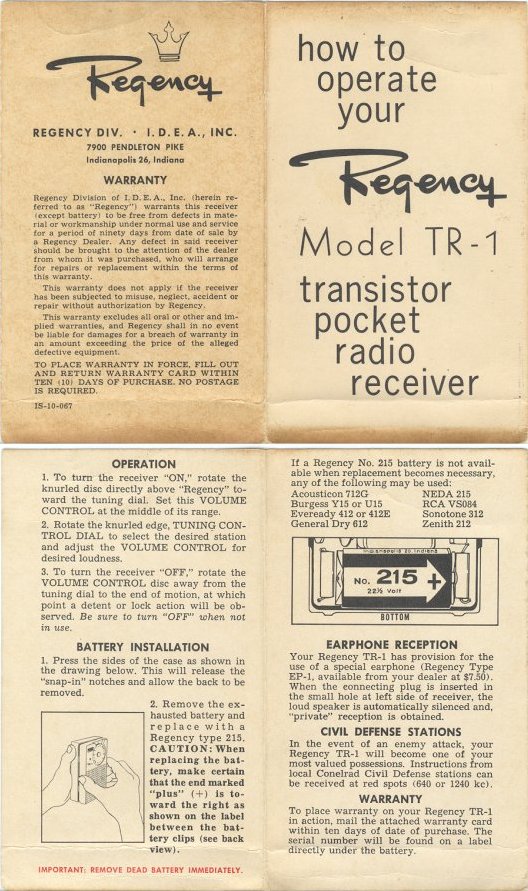 Regency
REGENCY DIV. · I.D.E.A., INC.
7900 PENDLETON PIKE
Indianapolis 26, Indiana
WARRANTY
Regency Division of I.D.E.A., Inc. (herein re-
ferred to as "Regency") warrants this receiver
(except battery) to be free from defects in mate-
rial or workmanship under normal use and service
for a period of ninety days from date of sale by
a Regency Dealer. Any defect in said receiver
should be brought to the attention of the dealer
from whom it was purchased, who will arrange
for repairs or replacement within the terms of
this warranty.
This warranty does not apply if the receiver
has been subjected to misuse, neglect, accident or
repair without authorization by Regency.
This warranty excludes all oral or other and im-
plied warranties, and Regency shall in no event
be liable for damages for a breach of warranty in
an amount exceeding the price of the alleged
defective equipment.
TO PLACE WARRANTY IN FORCE, FILL OUT
AND RETURN WARRANTY CARD WITHIN
TEN (10) DAYS OF PURCHASE. NO POSTAGE
IS REQUIRED.
IS-10-067
how to
operate
your
Regency
Model TR-1
transistor
pocket
radio
receiver
OPERATION
1. To turn the receiver "ON," rotate the
knurled disc directly above "Regency" to-
ward the tuning dial. Set this VOLUME
CONTROL at the middle of its range.
2. Rotate the knurled edge, TUNING CON-
TROL DIAL to select the desired station
and adjust the VOLUME CONTROL for
desired loudness.
3. To turn the receiver "OFF," rotate the
VOLUME CONTROL disc away from the
tuning dial to the end of motion, at which
point a detent or lock action will be ob-
served. Be sure to turn "OFF" when not
in use.
BATTERY INSTALLATION
1. Press the sides of the case as shown in
the drawing below. This will release the
"snap-in" notches and allow the back to be
removed.
2. Remove the ex-
hausted battery and
replace with a
Regency type 215.
CAUTION: When
replacing the bat-
tery, make certain
that the end marked
"plus" (+) is to-
ward the right as
shown on the label
between the bat-
tery clips (see back
view).
IMPORTANT: REMOVE DEAD BATTERY IMMEDIATELY.
If a Regency No. 215 battery is not avail-
able when replacement becomes necessary,
any of the following may be used:
Acousticon 712G NEDA 215
Burgess Y15 or U15 RCA VS084
Eveready 412 or 412E Sonotone 312
General Dry 612 Zenith 212
Indianapolis 20, Indiana
No. 215 +
22½ Volt
BOTTOM
EARPHONE RECEPTION
Your Regency TR-1 has provision for the
use of a special earphone (Regency Type
EP-1, available from your dealer at $7.50).
When the connecting plug is inserted in
the small hole at left side of receiver, the
loud speaker is automatically silenced and,
"private" reception is obtained.
CIVIL DEFENSE STATIONS
In the event of an enemy attack, your
Regency TR-1 will become one of your
most valued possessions. Instructions from
local Conelrad Civil Defense stations can
be received at red spots (640 or 1240 kc).
WARRANTY
To place warranty on your Regency TR-1
in action, mail the attached warranty card
within ten days of date of purchase. The
serial number will be found on a label
directly under the battery.